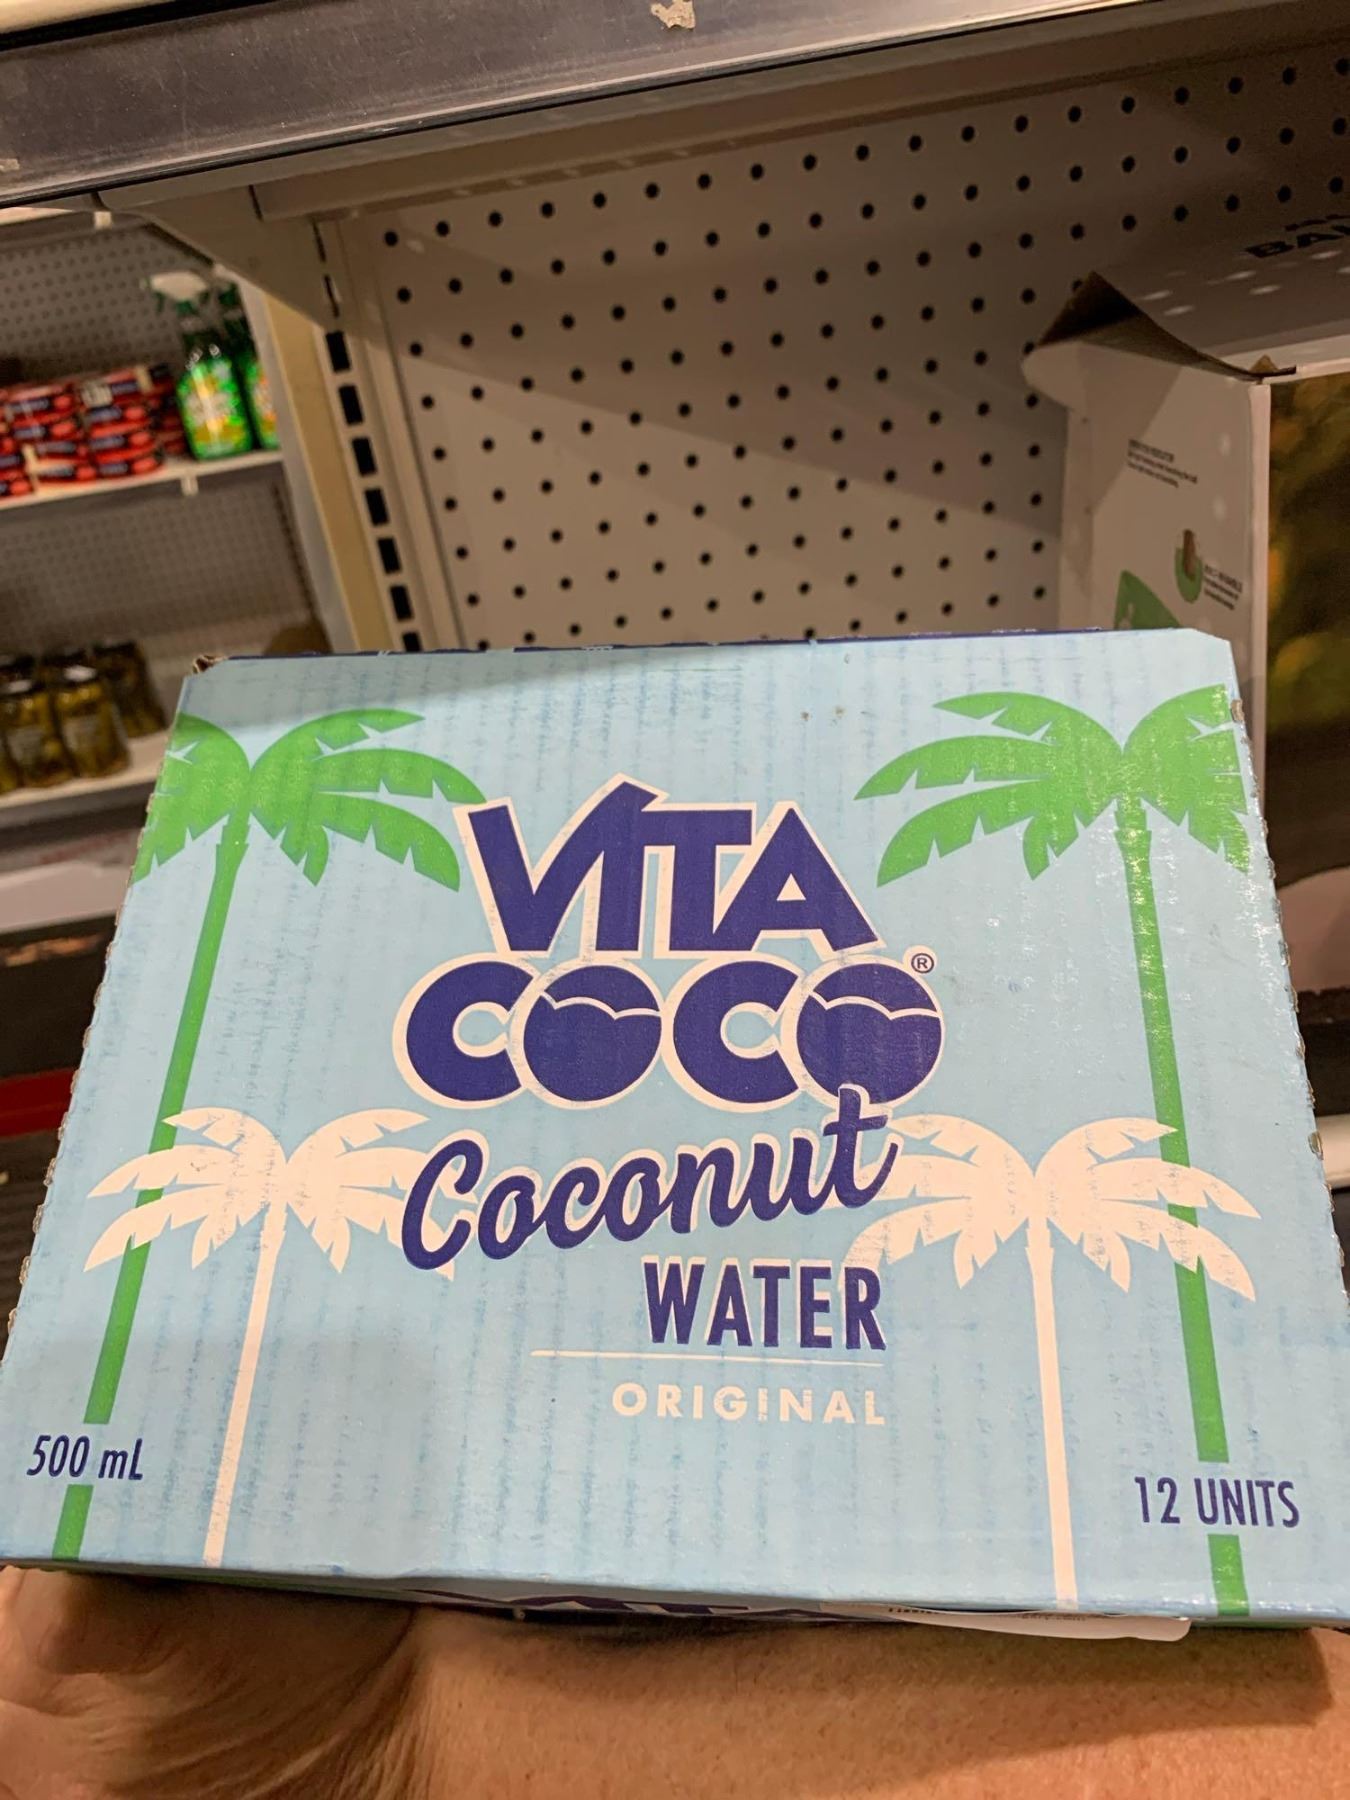 VITA
COCO®
Coconut
WATER
ORIGINAL
500 mL
12 UNITS